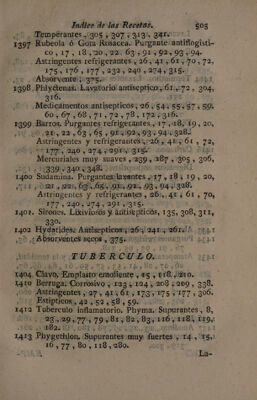 Indice de las Recetas. 505
Temperantes, 305, 307, 313, 341.
1397 Rubeola ó Gota Rosacea. Purgante antiflogisti-
co, 17, 18, 20, 22, 63, 91, 92, 93, 94.
Astringentes refrigerantes, 26, 41, 61, 70, 72,
175, 176, 177, 232, 240, 274, 315.
Absorvente, 375.
1398 Phlyctenas. Lavatorio antiseptico, 61, 72, 304,
316.
Medicamentos antisepticos, 26, 54, 55, 57, 59,
60, 67, 68, 71, 72, 78, 172, 316.
1399 Barros. Purgantes refrigerantes, 17, 18, 19, 20,
21, 22, 63, 65, 91, 92, 93, 94, 328.
Astringentes y refrigerantes, 26, 41, 61, 72,
177, 240, 274, 291, 315.
Mercuriales muy suaves, 239, 287, 305, 306,
339, 340, 348.
1400 Sudamina. Purgantes laxantes, 17, 18, 19, 20,
21, 22, 63, 65, 91, 92, 93, 94, 328.
Astringentes y refrigerantes, 26, 41, 61, 70,
177, 240, 274, 291, 315.
1401. Sirones. Lixiviosos y antisepticos, 135, 308, 311,
330.
1402 Hydatides. Antisepticos, 26, 241, 261.
Absorventes secos, 375.
TUBERCULO.
1404 Clavo. Emplasto emoliente, 15, 118, 210.
1410 Berruga. Corrosivo, 123, 124, 208, 209, 338.
Astringentes, 27, 41, 61, 173, 175, 177, 306.
Estipticos, 42, 52, 58, 59.
1412 Tuberculo inflamatorio. Phyma. Supurantes, 8,
23, 29, 77, 79, 81, 82, 83, 116, 118, 119,
182.
1413 Phygethlon. Supurantes muy fuertes, 14, 15,
16, 77, 80, 118, 280.
La-